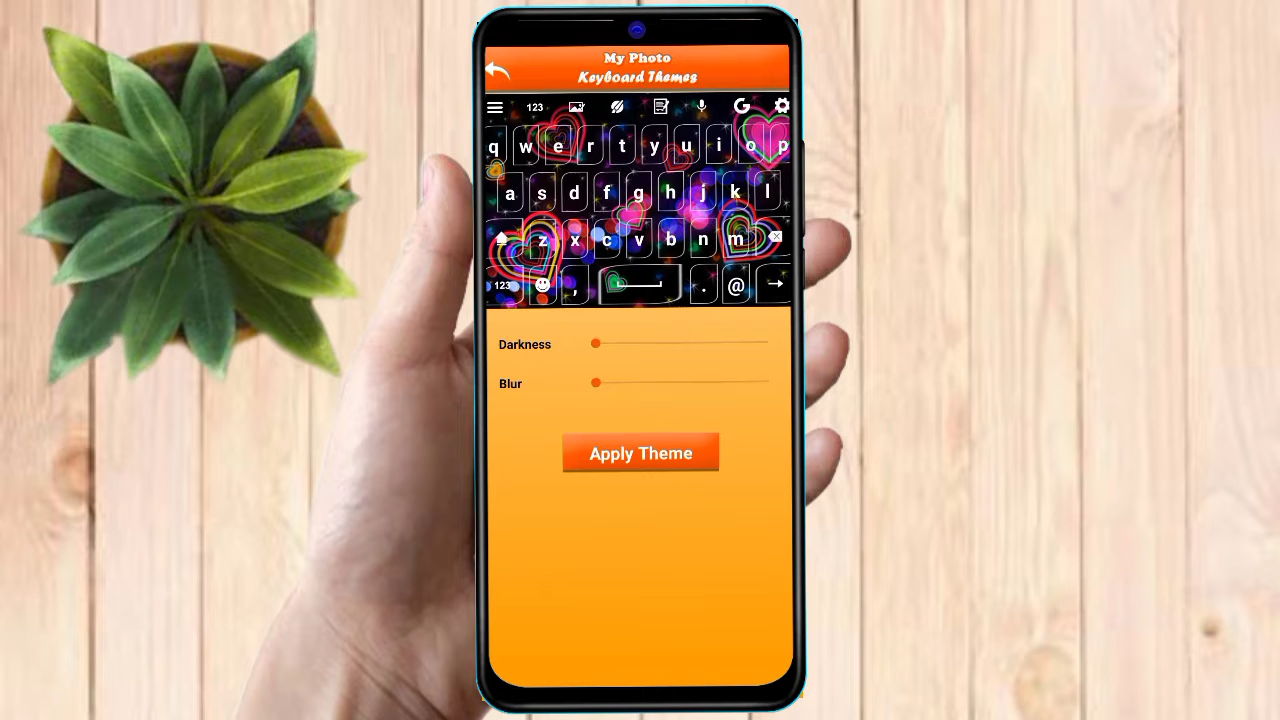 My Photo
Keyboard Themes
123
q w e r t y u i o p
a s d f g h j k l
z x c v b n m
123 , . @
Darkness
Blur
Apply Theme